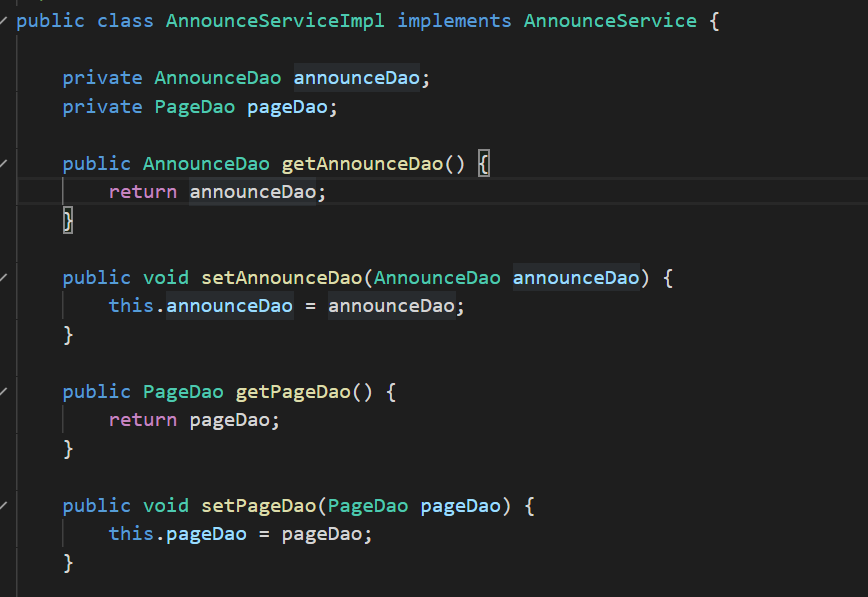 public class AnnounceServiceImpl implements AnnounceService {
private AnnounceDao announceDao;
private PageDao pageDao;
public AnnounceDao getAnnounceDao() {
return announceDao;
}
public void setAnnounceDao(AnnounceDao announceDao) {
this.announceDao = announceDao;
}
public PageDao getPageDao() {
return pageDao;
}
public void setPageDao(PageDao pageDao) {
this.pageDao = pageDao;
}